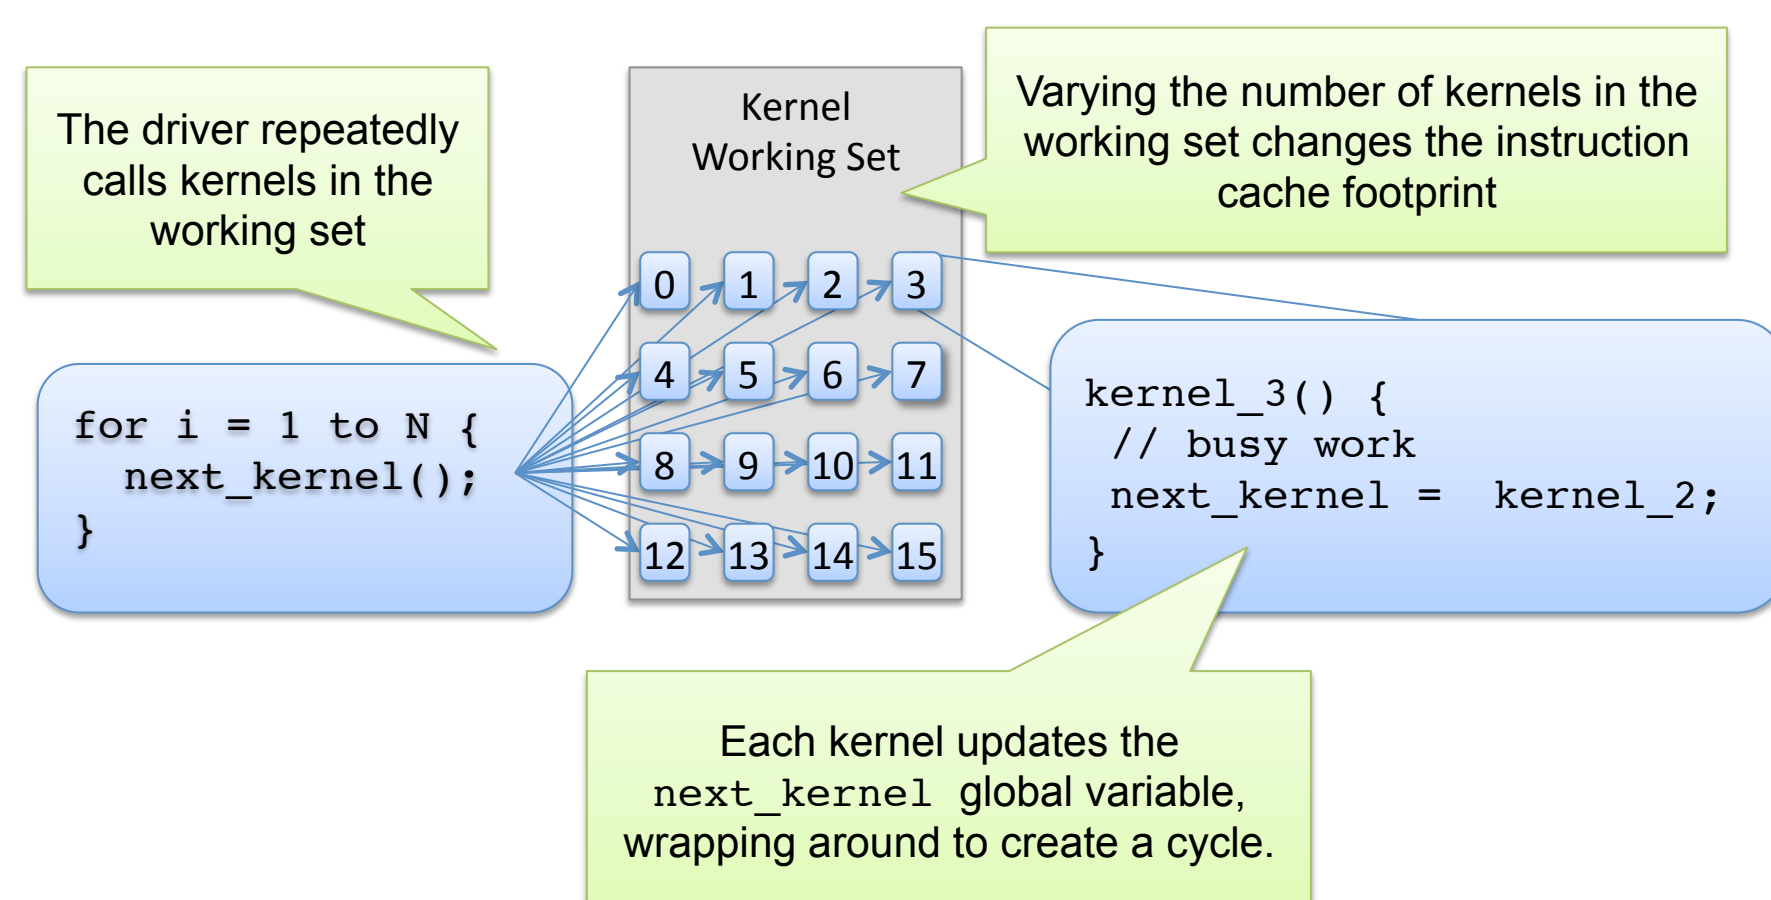 The driver repeatedly
calls kernels in the
working set
Kernel
Working Set
Varying the number of kernels in the
working set changes the instruction
cache footprint
0 1 2 3
4 5 6 7
8 9 10 11
12 13 14 15
for i = 1 to N {
  next_kernel();
}
kernel_3() {
 // busy work
 next_kernel =  kernel_2;
}
Each kernel updates the
next_kernel global variable,
wrapping around to create a cycle.